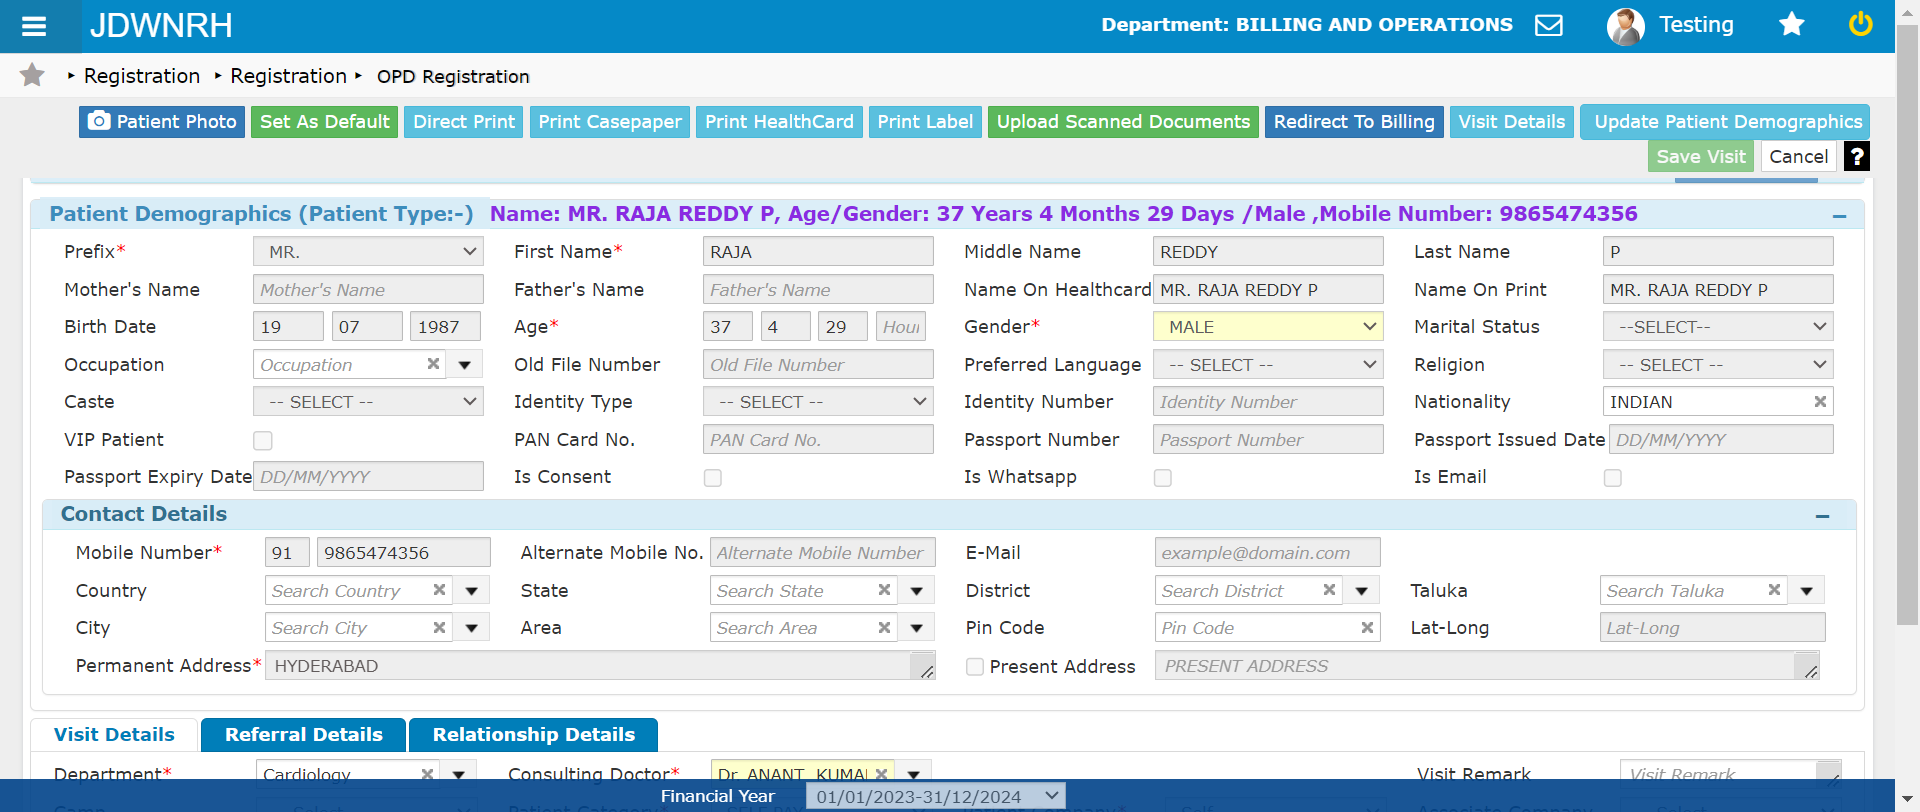 JDWNRH Department: BILLING AND OPERATIONS Testing
Registration Registration OPD Registration
Patient Photo Set As Default Direct Print Print Casepaper Print HealthCard Print Label Upload Scanned Documents Redirect To Billing Visit Details Update Patient Demographics
Save Visit Cancel ?
Patient Demographics (Patient Type:-) Name: MR. RAJA REDDY P, Age/Gender: 37 Years 4 Months 29 Days /Male ,Mobile Number: 9865474356
Prefix* MR. First Name* RAJA Middle Name REDDY Last Name P
Mother's Name Mother's Name Father's Name Father's Name Name On Healthcard MR. RAJA REDDY P Name On Print MR. RAJA REDDY P
Birth Date 19 07 1987 Age* 37 4 29 Hou Gender* MALE Marital Status --SELECT--
Occupation Occupation Old File Number Old File Number Preferred Language -- SELECT -- Religion -- SELECT --
Caste -- SELECT -- Identity Type -- SELECT -- Identity Number Identity Number Nationality INDIAN
VIP Patient PAN Card No. PAN Card No. Passport Number Passport Number Passport Issued Date DD/MM/YYYY
Passport Expiry Date DD/MM/YYYY Is Consent Is Whatsapp Is Email
Contact Details
Mobile Number* 91 9865474356 Alternate Mobile No. Alternate Mobile Number E-Mail example@domain.com
Country Search Country State Search State District Search District Taluka Search Taluka
City Search City Area Search Area Pin Code Pin Code Lat-Long Lat-Long
Permanent Address* HYDERABAD Present Address PRESENT ADDRESS
Visit Details Referral Details Relationship Details
Department* Cardiology Consulting Doctor* Dr. ANANT KUMA Visit Remark Visit Remark
Financial Year 01/01/2023-31/12/2024